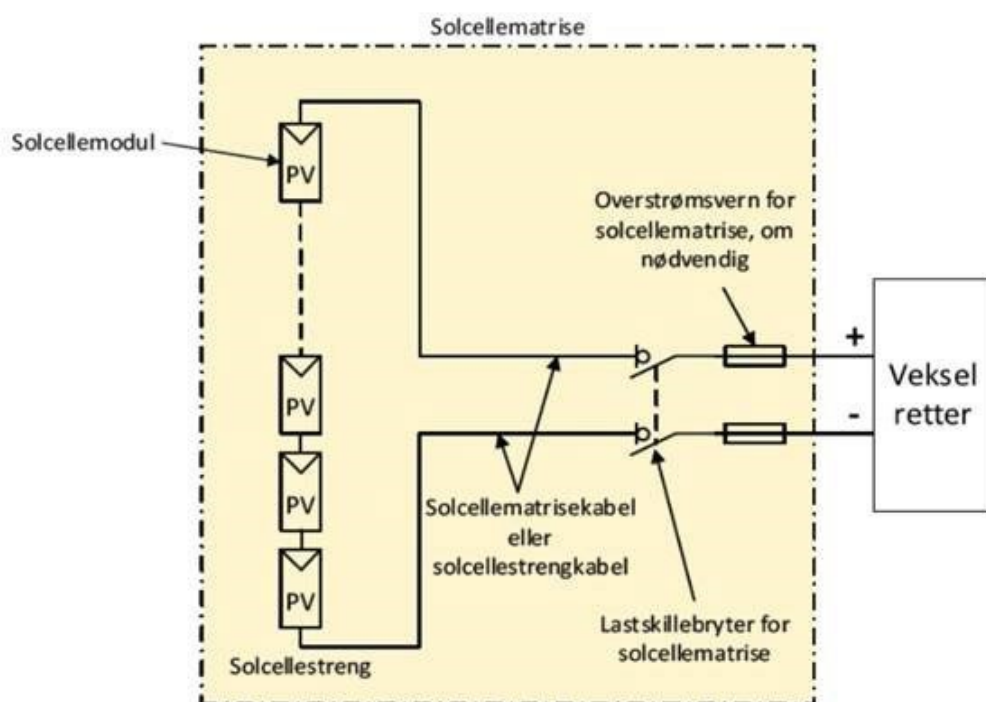 Solcellematrise
Solcellemodul
PV
Overstrømsvern for
solcellematrise, om
nødvendig
+
Veksel
retter
-
PV
PV
PV
Solcellematrisekabel
eller
solcellestrengkabel
Lastskillebryter for
solcellematrise
Solcellestreng